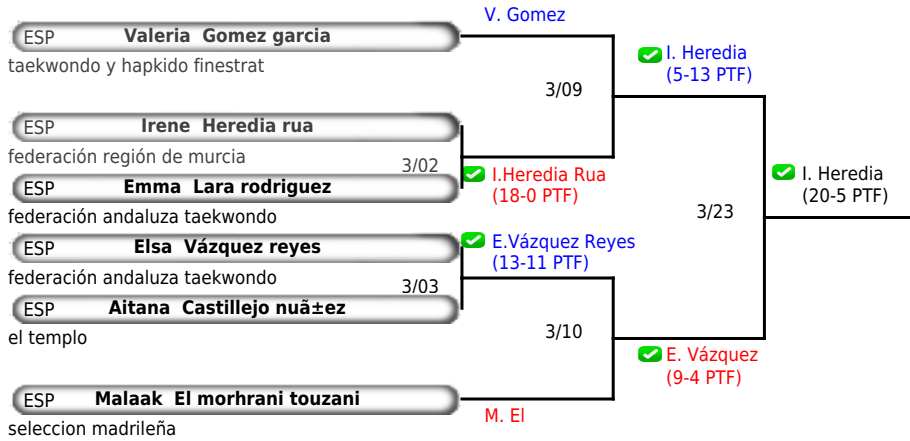 V. Gomez
ESP Valeria Gomez garcia
taekwondo y hapkido finestrat
I. Heredia
(5-13 PTF)
3/09
ESP Irene Heredia rua
federación región de murcia
3/02
I.Heredia Rua
(18-0 PTF)
ESP Emma Lara rodriguez
federación andaluza taekwondo
I. Heredia
(20-5 PTF)
3/23
ESP Elsa Vázquez reyes
federación andaluza taekwondo
E.Vázquez Reyes
(13-11 PTF)
3/03
ESP Aitana Castillejo nuã±ez
el templo
3/10
E. Vázquez
(9-4 PTF)
ESP Malaak El morhrani touzani
seleccion madrileña
M. El